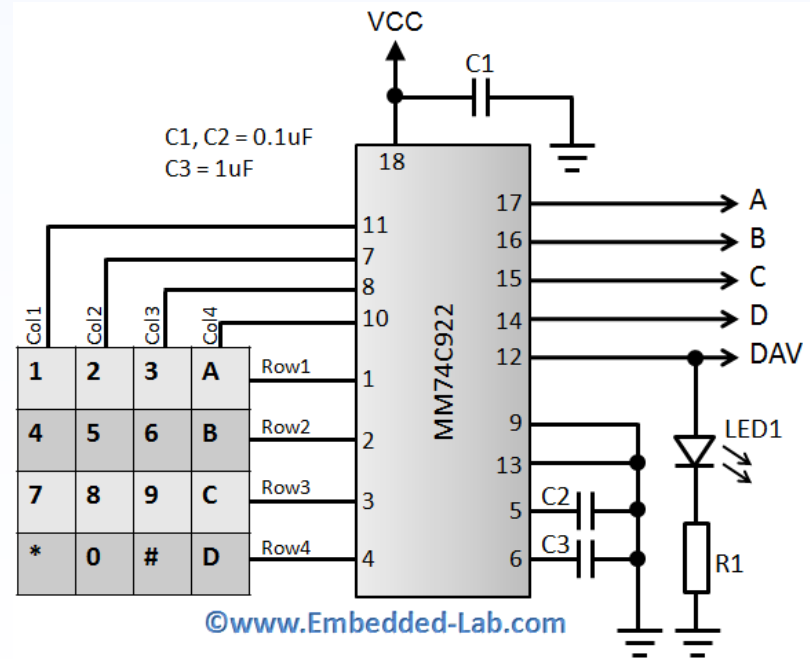 VCC
C1
C1, C2 = 0.1uF
C3 = 1uF
18
11
7
8
10
1
2
3
4
17
16
15
14
12
9
13
5
6
MM74C922
A
B
C
D
DAV
LED1
R1
C2
C3
Col1
Col2
Col3
Col4
1 2 3 A
Row1
4 5 6 B
Row2
7 8 9 C
Row3
* 0 # D
Row4
©www.Embedded-Lab.com